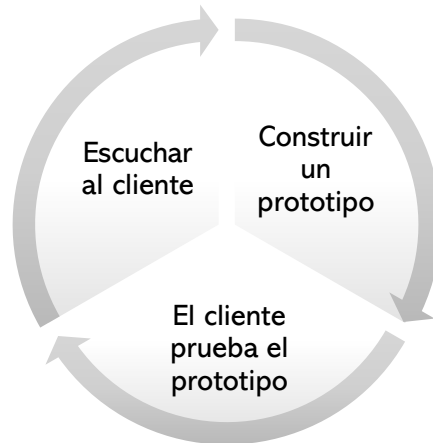 Escuchar
al cliente
Construir
un
prototipo
El cliente
prueba el
prototipo